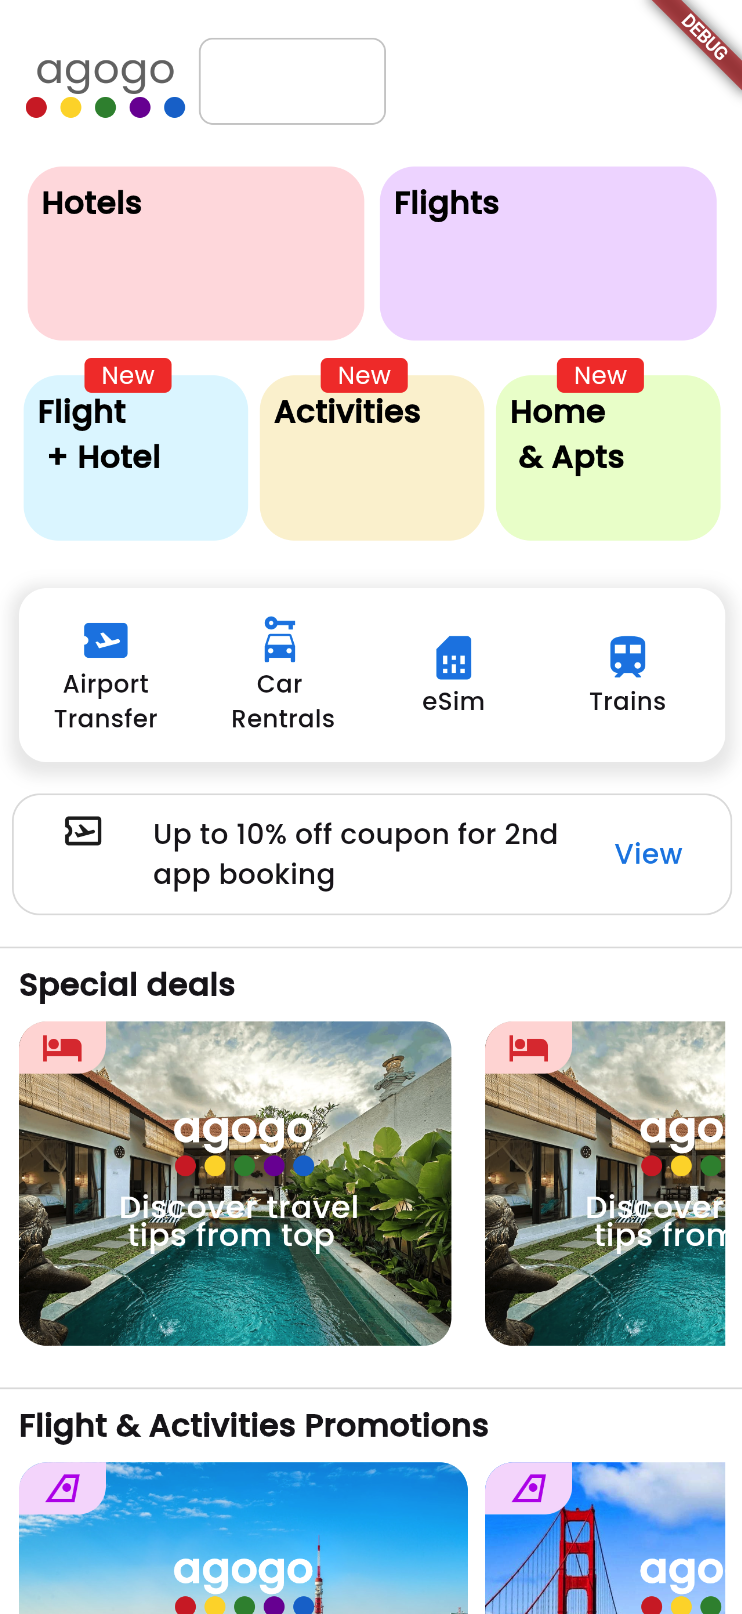 DEBUG
agogo
Hotels
Flights
New
New
New
Flight
+ Hotel
Activities
Home
& Apts
Airport
Transfer
Car
Rentals
eSim
Trains
Up to 10% off coupon for 2nd
app booking
View
Special deals
agogo
Discover travel
tips from top
ago
Discover
tips from
Flight & Activities Promotions
agogo
ago